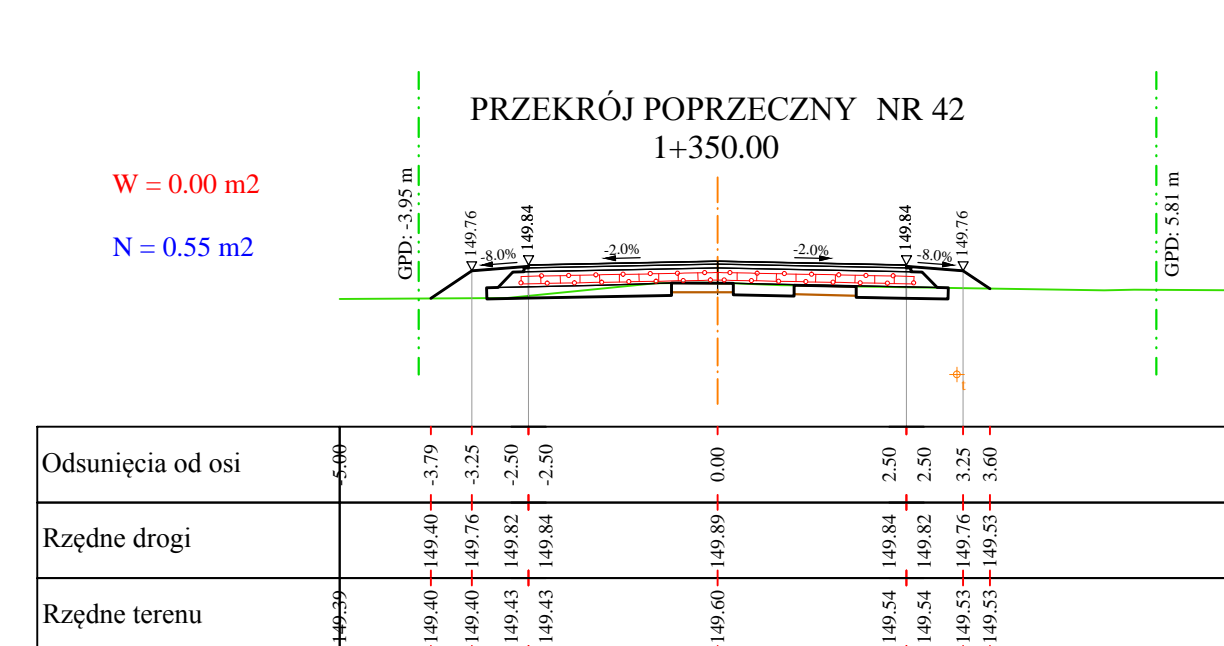 PRZEKRÓJ POPRZECZNY NR 42
1+350.00
W = 0.00 m2
N = 0.55 m2
GPD: -3.95 m
149.76
149.84
149.84
149.76
GPD: 5.81 m
-8.0%
-2.0%
-2.0%
-8.0%
Odsunięcia od osi -5.00 -3.79 -3.25 -2.50 -2.50 0.00 2.50 2.50 3.25 3.60
Rzędne drogi 149.40 149.76 149.82 149.84 149.89 149.84 149.82 149.76 149.53
Rzędne terenu 149.39 149.40 149.40 149.43 149.43 149.60 149.54 149.54 149.53 149.53